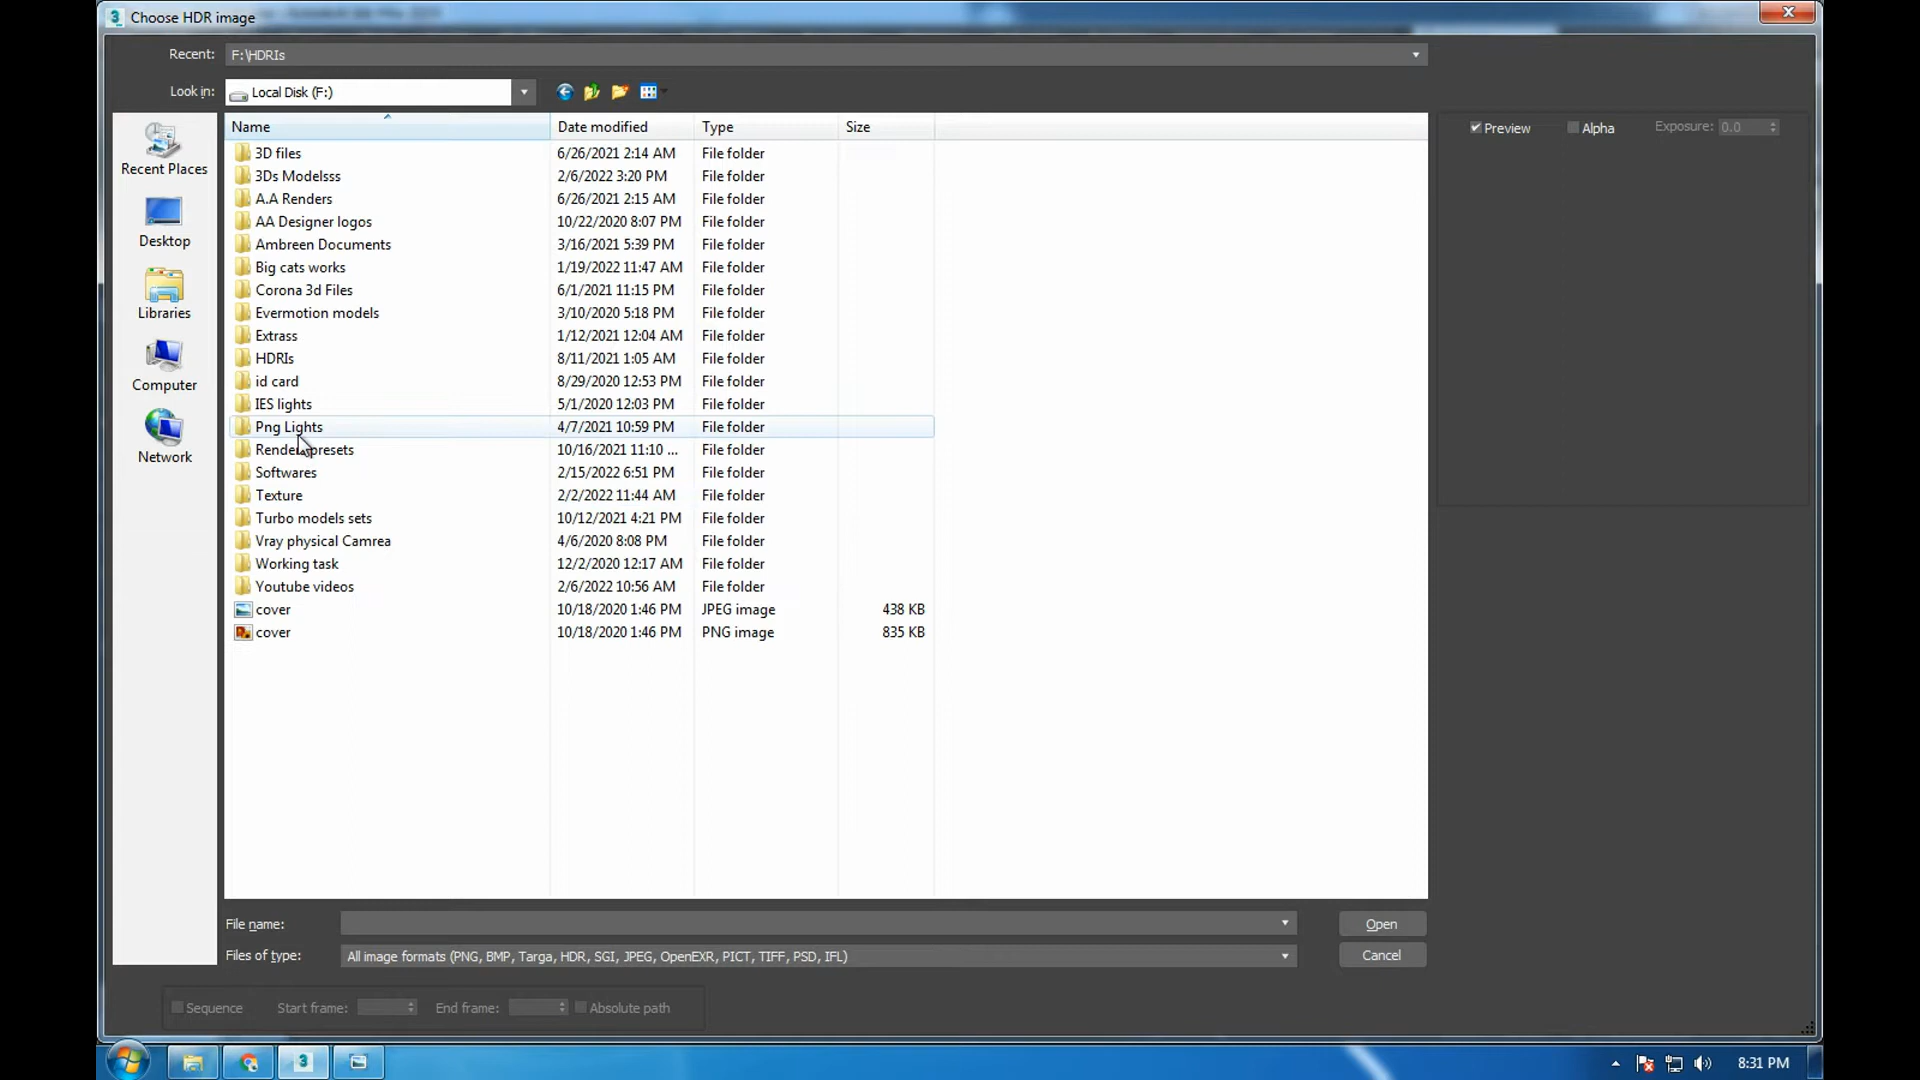 Choose HDR image
Recent: F:\HDRIs
Look in: Local Disk (F:)
Name Date modified Type Size
Preview Alpha Exposure: 0.0
3D files 6/26/2021 2:14 AM File folder
Recent Places
3Ds Modelsss 2/6/2022 3:20 PM File folder
A.A Renders 6/26/2021 2:15 AM File folder
AA Designer logos 10/22/2020 8:07 PM File folder
Desktop
Ambreen Documents 3/16/2021 5:39 PM File folder
Big cats works 1/19/2022 11:47 AM File folder
Corona 3d Files 6/1/2021 11:15 PM File folder
Libraries
Evermotion models 3/10/2020 5:18 PM File folder
Extrass 1/12/2021 12:04 AM File folder
HDRIs 8/11/2021 1:05 AM File folder
Computer
id card 8/29/2020 12:53 PM File folder
IES lights 5/1/2020 12:03 PM File folder
Png Lights 4/7/2021 10:59 PM File folder
Network
Render presets 10/16/2021 11:10 ... File folder
Softwares 2/15/2022 6:51 PM File folder
Texture 2/2/2022 11:44 AM File folder
Turbo models sets 10/12/2021 4:21 PM File folder
Vray physical Camrea 4/6/2020 8:08 PM File folder
Working task 12/2/2020 12:17 AM File folder
Youtube videos 2/6/2022 10:56 AM File folder
cover 10/18/2020 1:46 PM JPEG image 438 KB
cover 10/18/2020 1:46 PM PNG image 835 KB
File name: Open
Files of type: All image formats (PNG, BMP, Targa, HDR, SGI, JPEG, OpenEXR, PICT, TIFF, PSD, IFL) Cancel
Sequence Start frame: End frame: Absolute path
8:31 PM